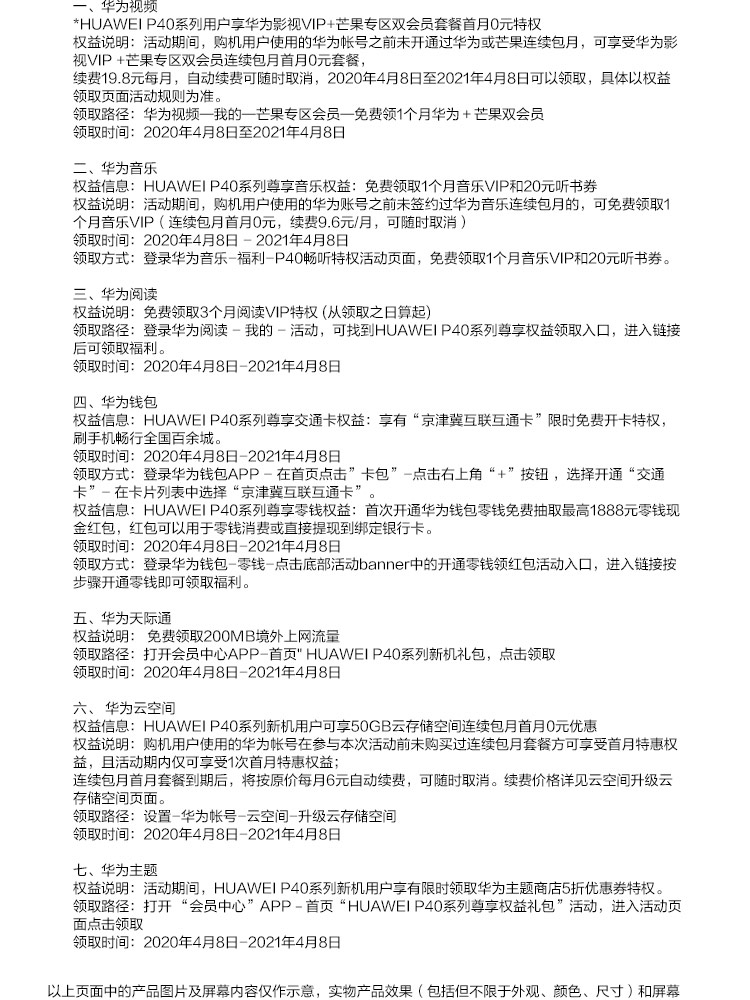 一、华为视频
*HUAWEI P40系列用户享华为影视VIP+芒果专区双会员套餐首月0元特权
权益说明：活动期间，购机用户使用的华为帐号之前未开通过华为或芒果连续包月，可享受华为影
视VIP +芒果专区双会员连续包月首月0元套餐，
续费19.8元每月，自动续费可随时取消，2020年4月8日至2021年4月8日可以领取，具体以权益
领取页面活动规则为准。
领取路径：华为视频—我的—芒果专区会员—免费领1个月华为＋芒果双会员
领取时间：2020年4月8日至2021年4月8日
二、华为音乐
权益信息：HUAWEI P40系列尊享音乐权益：免费领取1个月音乐VIP和20元听书券
权益说明：活动期间，购机用户使用的华为账号之前未签约过华为音乐连续包月的，可免费领取1
个月音乐VIP（连续包月首月0元，续费9.6元/月，可随时取消）
领取时间：2020年4月8日 - 2021年4月8日
领取方式：登录华为音乐-福利-P40畅听特权活动页面，免费领取1个月音乐VIP和20元听书券。
三、华为阅读
权益说明：免费领取3个月阅读VIP特权 (从领取之日算起)
领取路径：登录华为阅读 - 我的 - 活动，可找到HUAWEI P40系列尊享权益领取入口，进入链接
后可领取福利。
领取时间：2020年4月8日-2021年4月8日
四、华为钱包
权益信息：HUAWEI P40系列尊享交通卡权益：享有“京津冀互联互通卡”限时免费开卡特权，
刷手机畅行全国百余城。
领取时间：2020年4月8日-2021年4月8日
领取方式：登录华为钱包APP - 在首页点击”卡包”-点击右上角“+”按钮 ，选择开通“交通
卡”- 在卡片列表中选择“京津冀互联互通卡”。
权益信息：HUAWEI P40系列尊享零钱权益：首次开通华为钱包零钱免费抽取最高1888元零钱现
金红包，红包可以用于零钱消费或直接提现到绑定银行卡。
领取时间：2020年4月8日-2021年4月8日
领取方式：登录华为钱包-零钱-点击底部活动banner中的开通零钱领红包活动入口，进入链接按
步骤开通零钱即可领取福利。
五、华为天际通
权益说明： 免费领取200MB境外上网流量
领取路径：打开会员中心APP-首页" HUAWEI P40系列新机礼包，点击领取
领取时间：2020年4月8日-2021年4月8日
六、 华为云空间
权益信息：HUAWEI P40系列新机用户可享50GB云存储空间连续包月首月0元优惠
权益说明：购机用户使用的华为帐号在参与本次活动前未购买过连续包月套餐方可享受首月特惠权
益，且活动期内仅可享受1次首月特惠权益；
连续包月首月套餐到期后，将按原价每月6元自动续费，可随时取消。续费价格详见云空间升级云
存储空间页面。
领取路径：设置-华为帐号-云空间-升级云存储空间
领取时间：2020年4月8日-2021年4月8日
七、华为主题
权益说明：活动期间，HUAWEI P40系列新机用户享有限时领取华为主题商店5折优惠券特权。
领取路径：打开 “会员中心”APP - 首页“HUAWEI P40系列尊享权益礼包”活动，进入活动页
面点击领取
领取时间：2020年4月8日-2021年4月8日
以上页面中的产品图片及屏幕内容仅作示意，实物产品效果（包括但不限于外观、颜色、尺寸）和屏幕